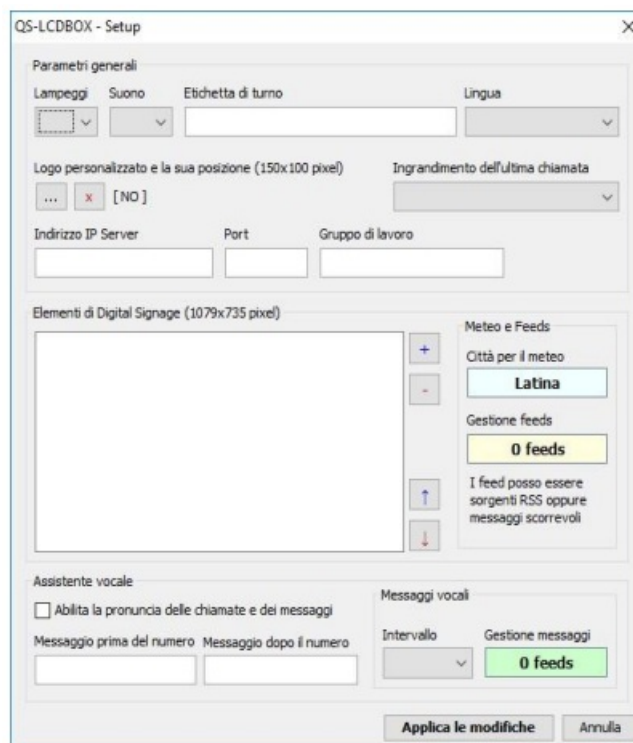 QS-LCDBOX - Setup
Parametri generali
Lampeggi Suono Etichetta di turno Lingua
Logo personalizzato e la sua posizione (150x100 pixel) Ingrandimento dell'ultima chiamata
... x [ NO ]
Indirizzo IP Server Port Gruppo di lavoro
Elementi di Digital Signage (1079x735 pixel)
+
-
↑
↓
Meteo e Feeds
Città per il meteo
Latina
Gestione feeds
0 feeds
I feed posso essere
sorgenti RSS oppure
messaggi scorrevoli
Assistente vocale
Abilita la pronuncia delle chiamate e dei messaggi
Messaggio prima del numero Messaggio dopo il numero
Messaggi vocali
Intervallo Gestione messaggi
0 feeds
Applica le modifiche Annulla